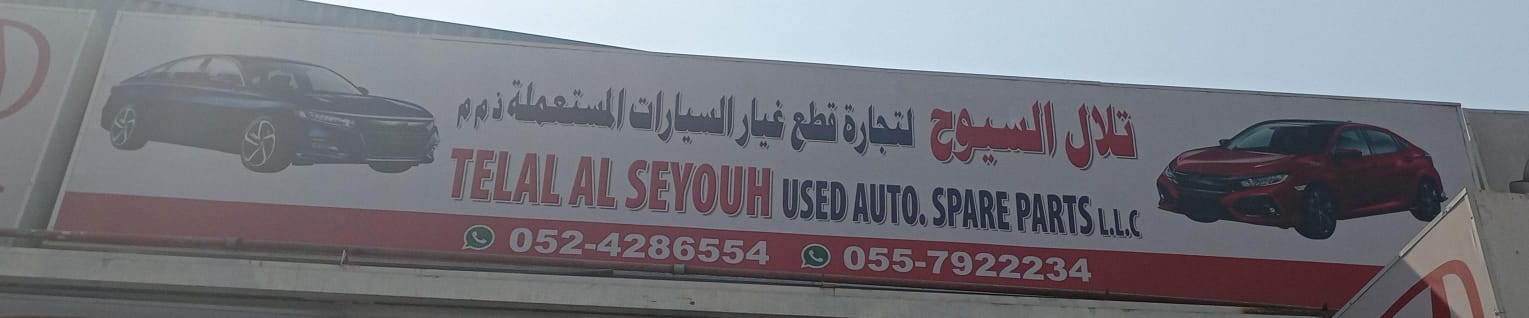 تلال السيوح لتجارة قطع غيار السيارات المستعملة ذ م م
TELAL AL SEYOUH USED AUTO. SPARE PARTS L.L.C
052-4286554 055-7922234